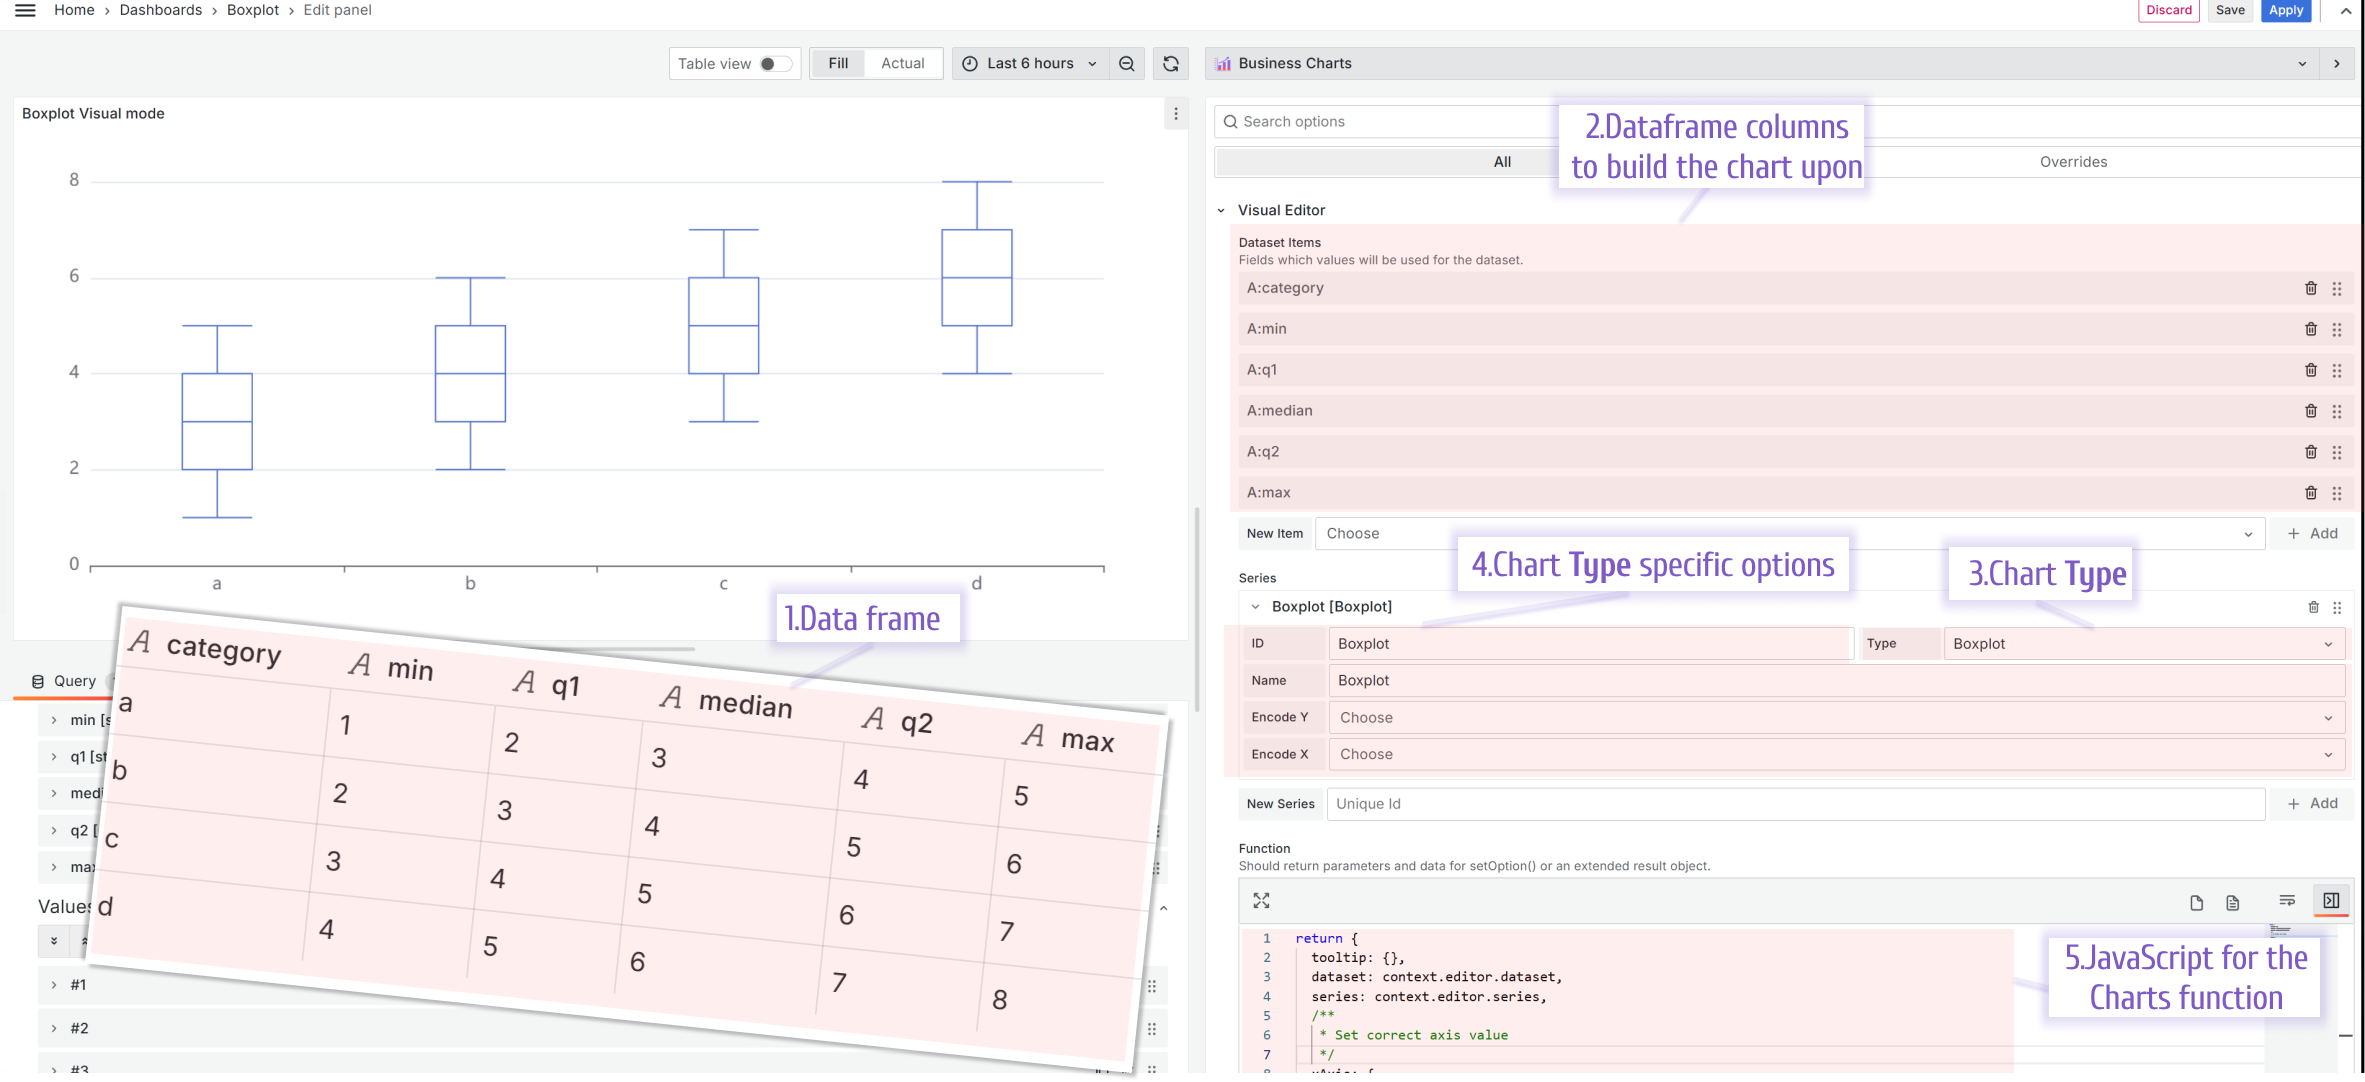 Home › Dashboards › Boxplot › Edit panel
Discard Save Apply
Table view Fill Actual Last 6 hours
Business Charts
Boxplot Visual mode
Search options
All Overrides
2.Dataframe columns
to build the chart upon
8
6
4
2
0
a b c d
Visual Editor
Dataset Items
Fields which values will be used for the dataset.
A:category
A:min
A:q1
A:median
A:q2
A:max
New Item Choose + Add
4.Chart Type specific options
3.Chart Type
Series
Boxplot [Boxplot]
ID Boxplot Type Boxplot
Name Boxplot
Encode Y Choose
Encode X Choose
New Series Unique Id + Add
Function
Should return parameters and data for setOption() or an extended result object.
1 return {
2 tooltip: {},
3 dataset: context.editor.dataset,
4 series: context.editor.series,
5 /**
6 * Set correct axis value
7 */
8 xAxis: {
5.JavaScript for the
Charts function
1.Data frame
Query
min [s
q1 [st
medi
q2 [
max
Values
#1
#2
#3
A category A min A q1 A median A q2 A max
a 1 2 3 4 5
b 2 3 4 5 6
c 3 4 5 6 7
d 4 5 6 7 8